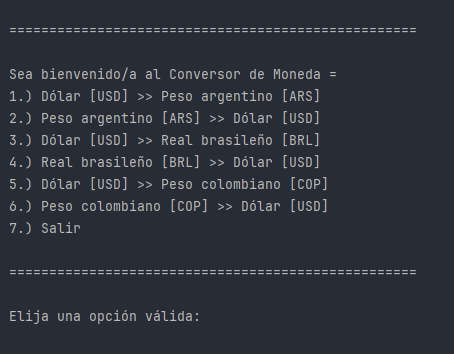 ===================================================
Sea bienvenido/a al Conversor de Moneda =
1.) Dólar [USD] >> Peso argentino [ARS]
2.) Peso argentino [ARS] >> Dólar [USD]
3.) Dólar [USD] >> Real brasileño [BRL]
4.) Real brasileño [BRL] >> Dólar [USD]
5.) Dólar [USD] >> Peso colombiano [COP]
6.) Peso colombiano [COP] >> Dólar [USD]
7.) Salir
===================================================
Elija una opción válida: